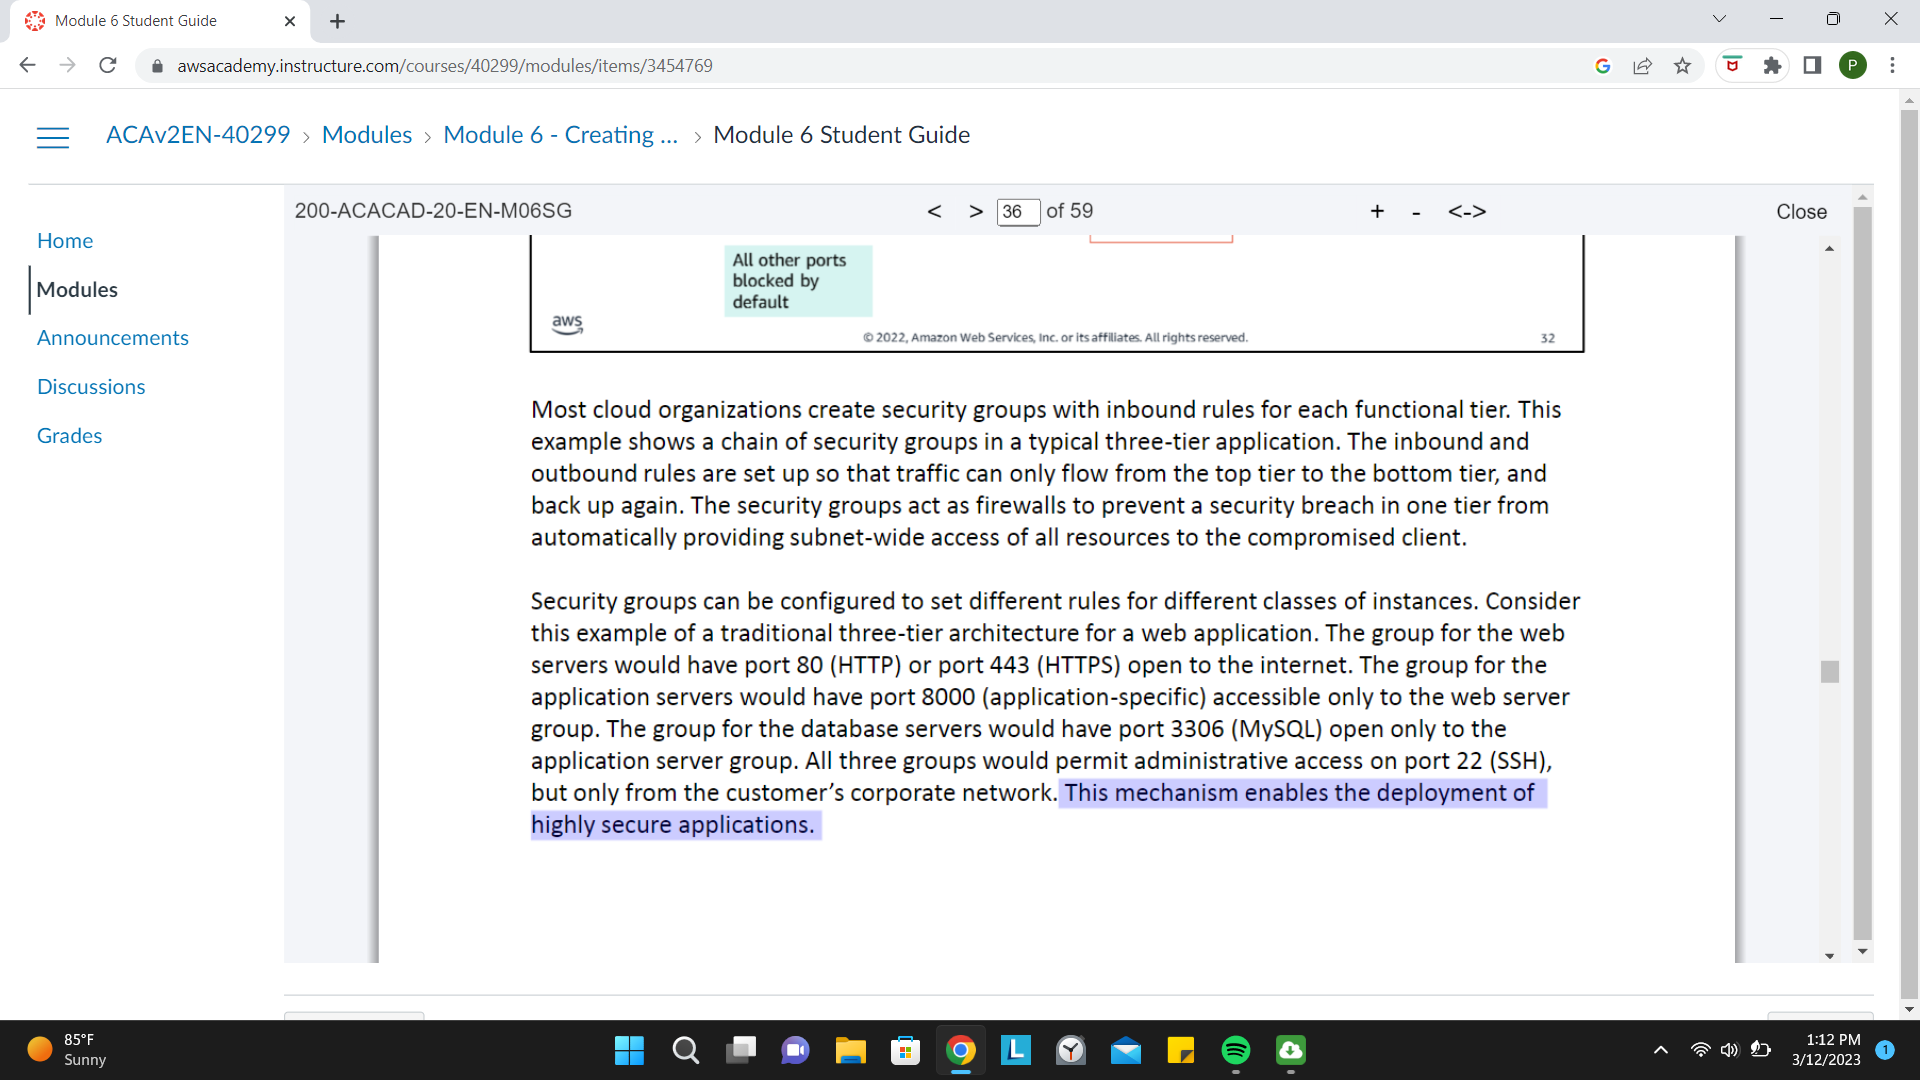 Module 6 Student Guide
awsacademy.instructure.com/courses/40299/modules/items/3454769
P
ACAv2EN-40299 › Modules › Module 6 - Creating ... › Module 6 Student Guide
200-ACACAD-20-EN-M06SG
< > 36 of 59
+ - <->
Close
Home
Modules
Announcements
Discussions
Grades
All other ports
blocked by
default
aws
© 2022, Amazon Web Services, Inc. or its affiliates. All rights reserved.
32
Most cloud organizations create security groups with inbound rules for each functional tier. This
example shows a chain of security groups in a typical three-tier application. The inbound and
outbound rules are set up so that traffic can only flow from the top tier to the bottom tier, and
back up again. The security groups act as firewalls to prevent a security breach in one tier from
automatically providing subnet-wide access of all resources to the compromised client.
Security groups can be configured to set different rules for different classes of instances. Consider
this example of a traditional three-tier architecture for a web application. The group for the web
servers would have port 80 (HTTP) or port 443 (HTTPS) open to the internet. The group for the
application servers would have port 8000 (application-specific) accessible only to the web server
group. The group for the database servers would have port 3306 (MySQL) open only to the
application server group. All three groups would permit administrative access on port 22 (SSH),
but only from the customer’s corporate network. This mechanism enables the deployment of
highly secure applications.
85°F
Sunny
L
1:12 PM
3/12/2023
1